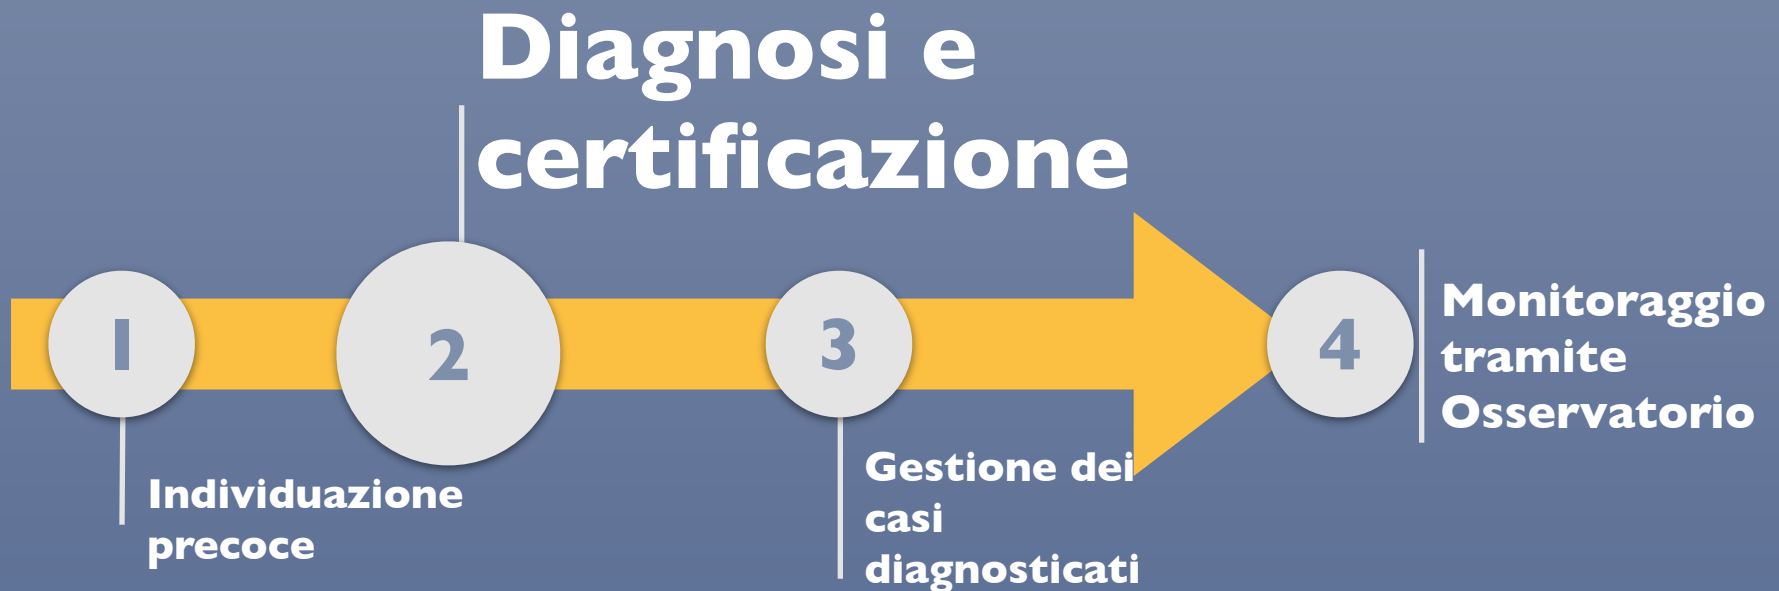 Diagnosi e
certificazione
1
2
3
4
Individuazione
precoce
Gestione dei
casi
diagnosticati
Monitoraggio
tramite
Osservatorio